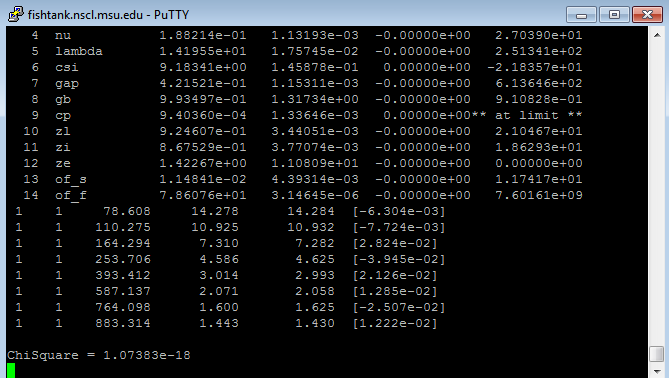 fishtank.nscl.msu.edu - PuTTY
4 nu 1.88214e-01 1.13193e-03 -0.00000e+00 2.70390e+01
5 lambda 1.41955e+01 1.75745e-02 -0.00000e+00 2.51341e+02
6 csi 9.18341e+00 1.45878e-01 0.00000e+00 -2.18357e+01
7 gap 4.21521e-01 1.15311e-03 -0.00000e+00 6.13646e+02
8 gb 9.93497e-01 1.31734e+00 -0.00000e+00 9.10828e-01
9 cp 9.40360e-04 1.33646e-03 0.00000e+00** at limit **
10 zl 9.24607e-01 3.44051e-03 -0.00000e+00 2.10467e+01
11 zi 8.67529e-01 3.77074e-03 -0.00000e+00 1.86293e+01
12 ze 1.42267e+00 1.10809e+01 -0.00000e+00 0.00000e+00
13 of_s 1.14841e-02 4.39314e-03 -0.00000e+00 1.17417e+01
14 of_f 7.86076e+01 3.14645e-06 -0.00000e+00 7.60161e+09
1 1 78.608 14.278 14.284 [-6.304e-03]
1 1 110.275 10.925 10.932 [-7.724e-03]
1 1 164.294 7.310 7.282 [2.824e-02]
1 1 253.706 4.586 4.625 [-3.945e-02]
1 1 393.412 3.014 2.993 [2.126e-02]
1 1 587.137 2.071 2.058 [1.285e-02]
1 1 764.098 1.600 1.625 [-2.507e-02]
1 1 883.314 1.443 1.430 [1.222e-02]
ChiSquare = 1.07383e-18